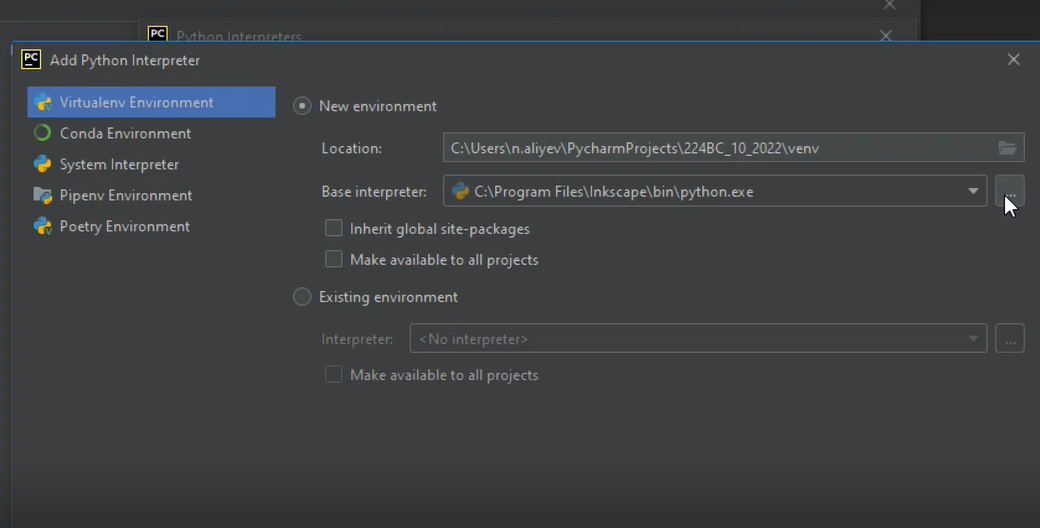 PC Python Interpreters
PC Add Python Interpreter
Virtualenv Environment
Conda Environment
System Interpreter
Pipenv Environment
Poetry Environment
New environment
Location: C:\Users\n.aliyev\PycharmProjects\224BC_10_2022\venv
Base interpreter: C:\Program Files\Inkscape\bin\python.exe ...
Inherit global site-packages
Make available to all projects
Existing environment
Interpreter: <No interpreter> ...
Make available to all projects